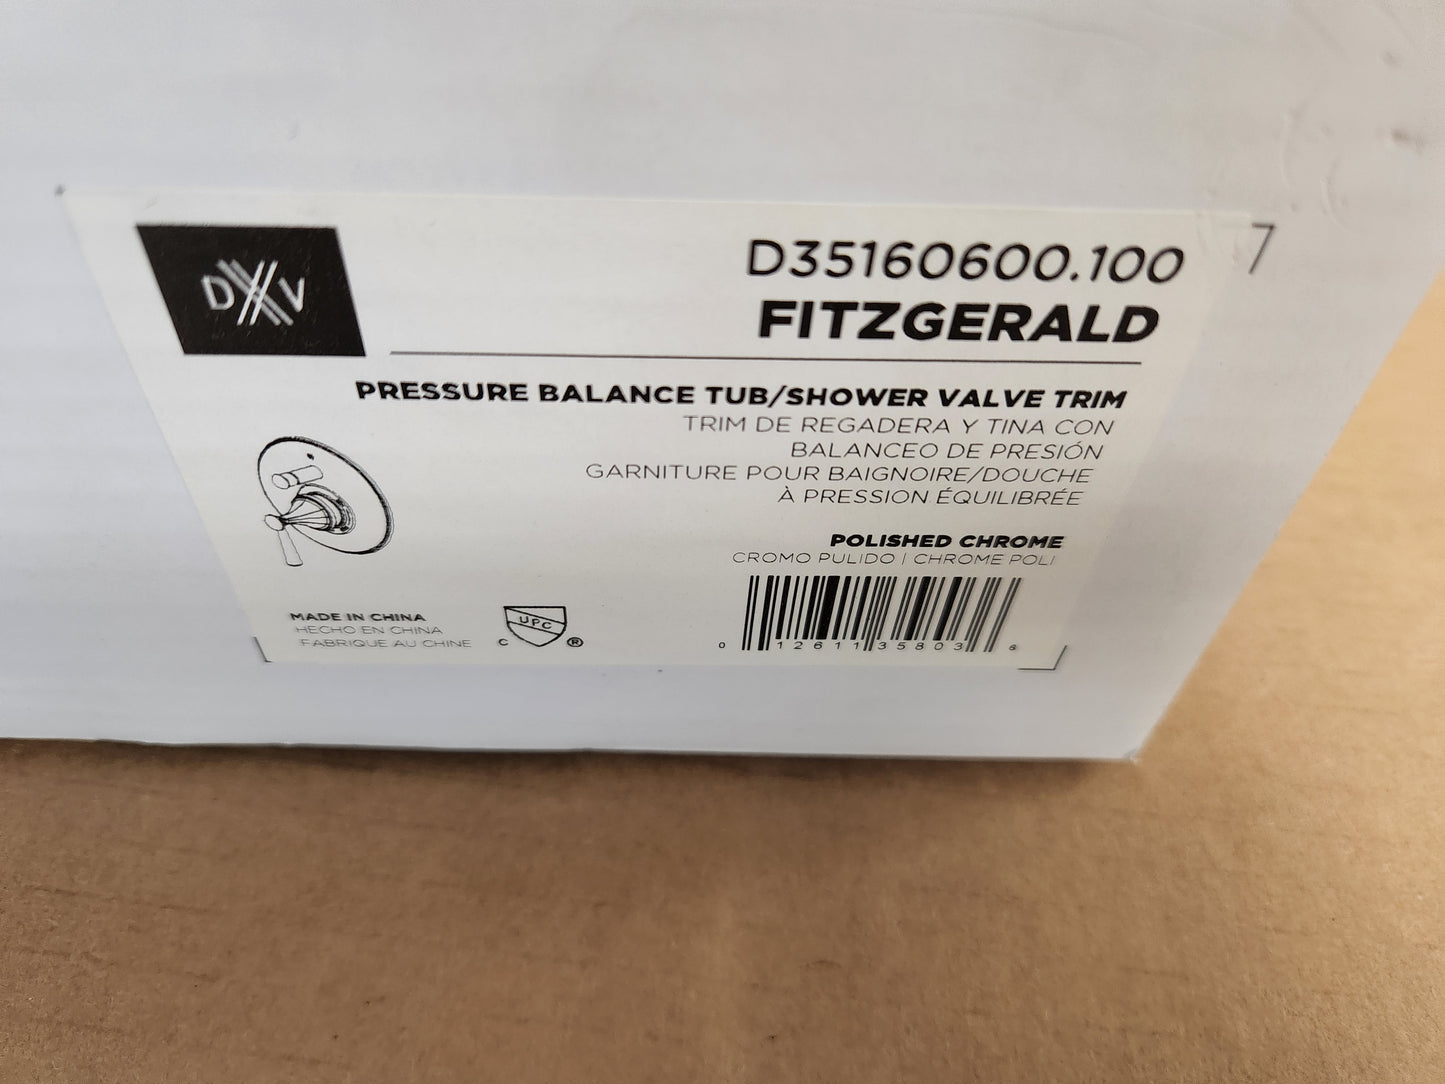 DXV
D35160600.100
FITZGERALD
PRESSURE BALANCE TUB/SHOWER VALVE TRIM
TRIM DE REGADERA Y TINA CON
BALANCEO DE PRESIÓN
GARNITURE POUR BAIGNOIRE/DOUCHE
À PRESSION ÉQUILIBRÉE
POLISHED CHROME
CROMO PULIDO | CHROME POLI
MADE IN CHINA
HECHO EN CHINA
FABRIQUE AU CHINE
C UPC ®
0 12611 35803 6